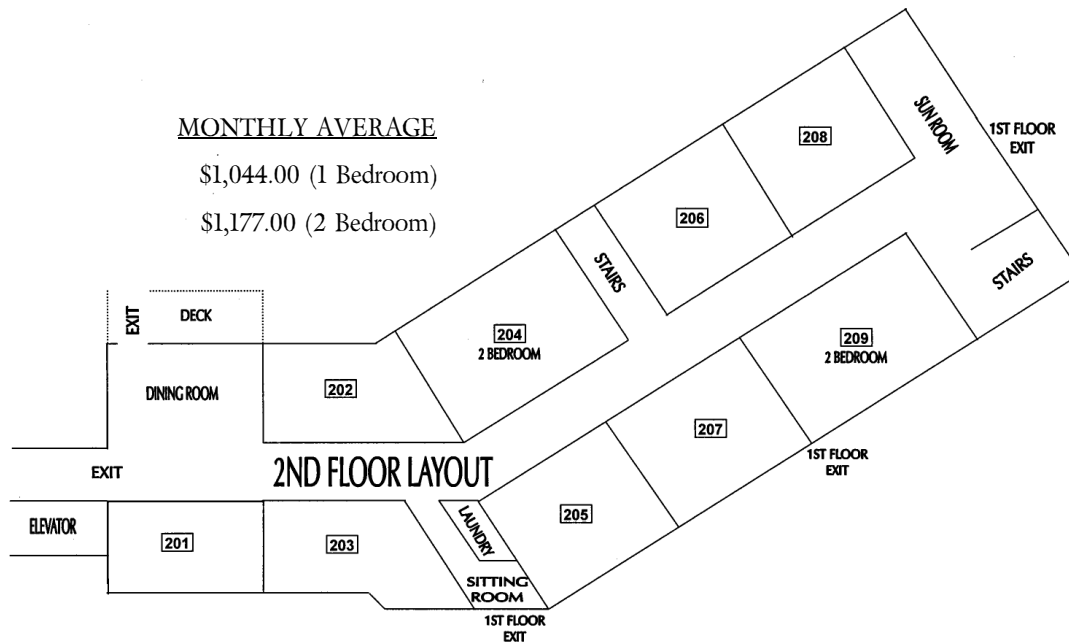 MONTHLY AVERAGE
$1,044.00 (1 Bedroom)
$1,177.00 (2 Bedroom)
208
SUN ROOM
1ST FLOOR
EXIT
206
STAIRS
STAIRS
204
2 BEDROOM
209
2 BEDROOM
EXIT
DECK
DINING ROOM
202
207
1ST FLOOR
EXIT
EXIT
2ND FLOOR LAYOUT
ELEVATOR
201
203
LAUNDRY
205
SITTING
ROOM
1ST FLOOR
EXIT